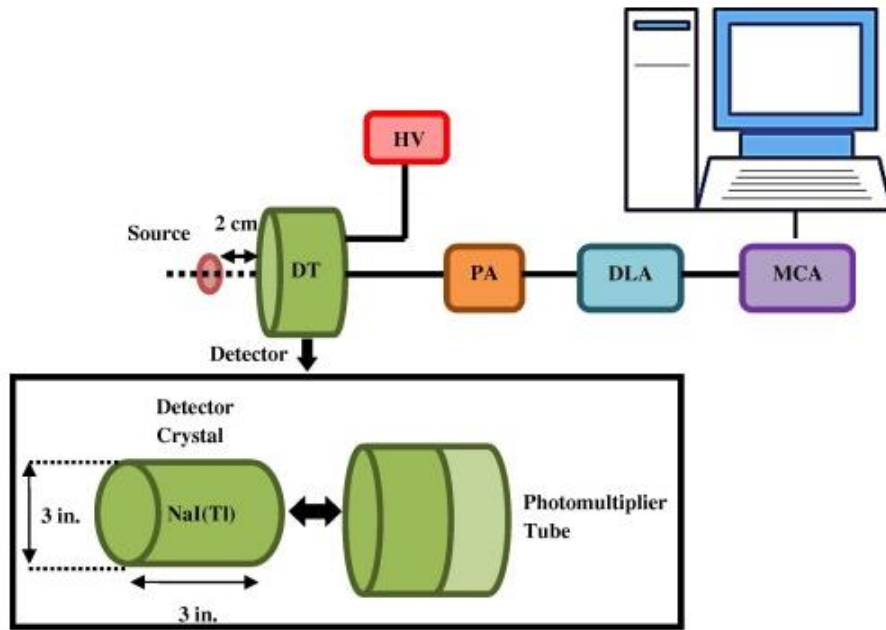 HV
2 cm
Source
DT
PA
DLA
MCA
Detector
Detector
Crystal
NaI(Tl)
3 in.
3 in.
Photomultiplier
Tube